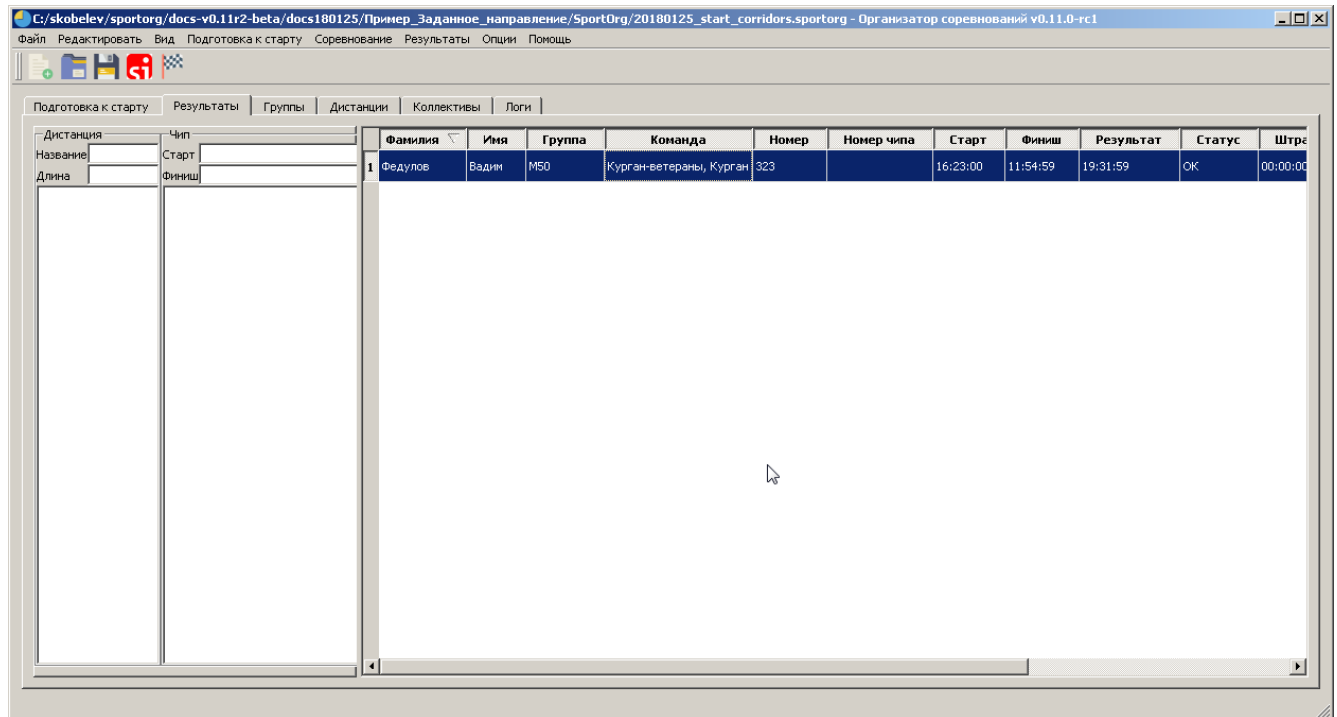 C:/skobelev/sportorg/docs-v0.11r2-beta/docs180125/Пример_Заданное_направление/SportOrg/20180125_start_corridors.sportorg - Организатор соревнований v0.11.0-rc1
Файл Редактировать Вид Подготовка к старту Соревнование Результаты Опции Помощь
Подготовка к старту Результаты Группы Дистанции Коллективы Логи
Дистанция Чип
Название Старт
Длина Финиш
Фамилия Имя Группа Команда Номер Номер чипа Старт Финиш Результат Статус Штра
1 Федулов Вадим М50 Курган-ветераны, Курган 323 16:23:00 11:54:59 19:31:59 OK 00:00:00